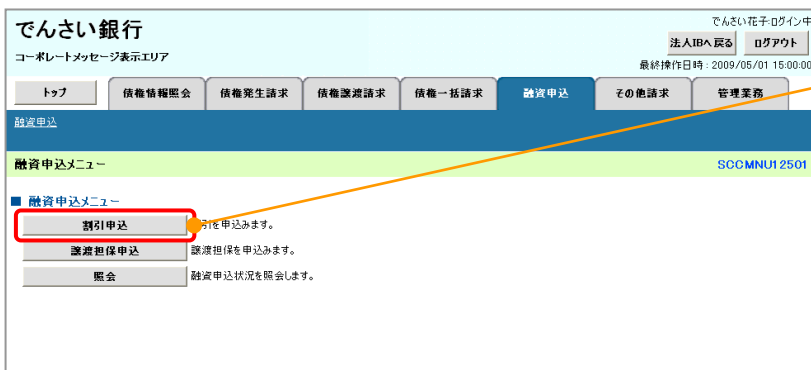 でんさい銀行
コーポレートメッセージ表示エリア
でんさい花子:ログイン中
法人IBへ戻る ログアウト
最終操作日時:2009/05/01 15:00:00
トップ 債権情報照会 債権発生請求 債権譲渡請求 債権一括請求 融資申込 その他請求 管理業務
融資申込
融資申込メニュー SCCMNU12501
■ 融資申込メニュー
割引申込 引を申込みます。
譲渡担保申込 譲渡担保を申込みます。
照会 融資申込状況を照会します。